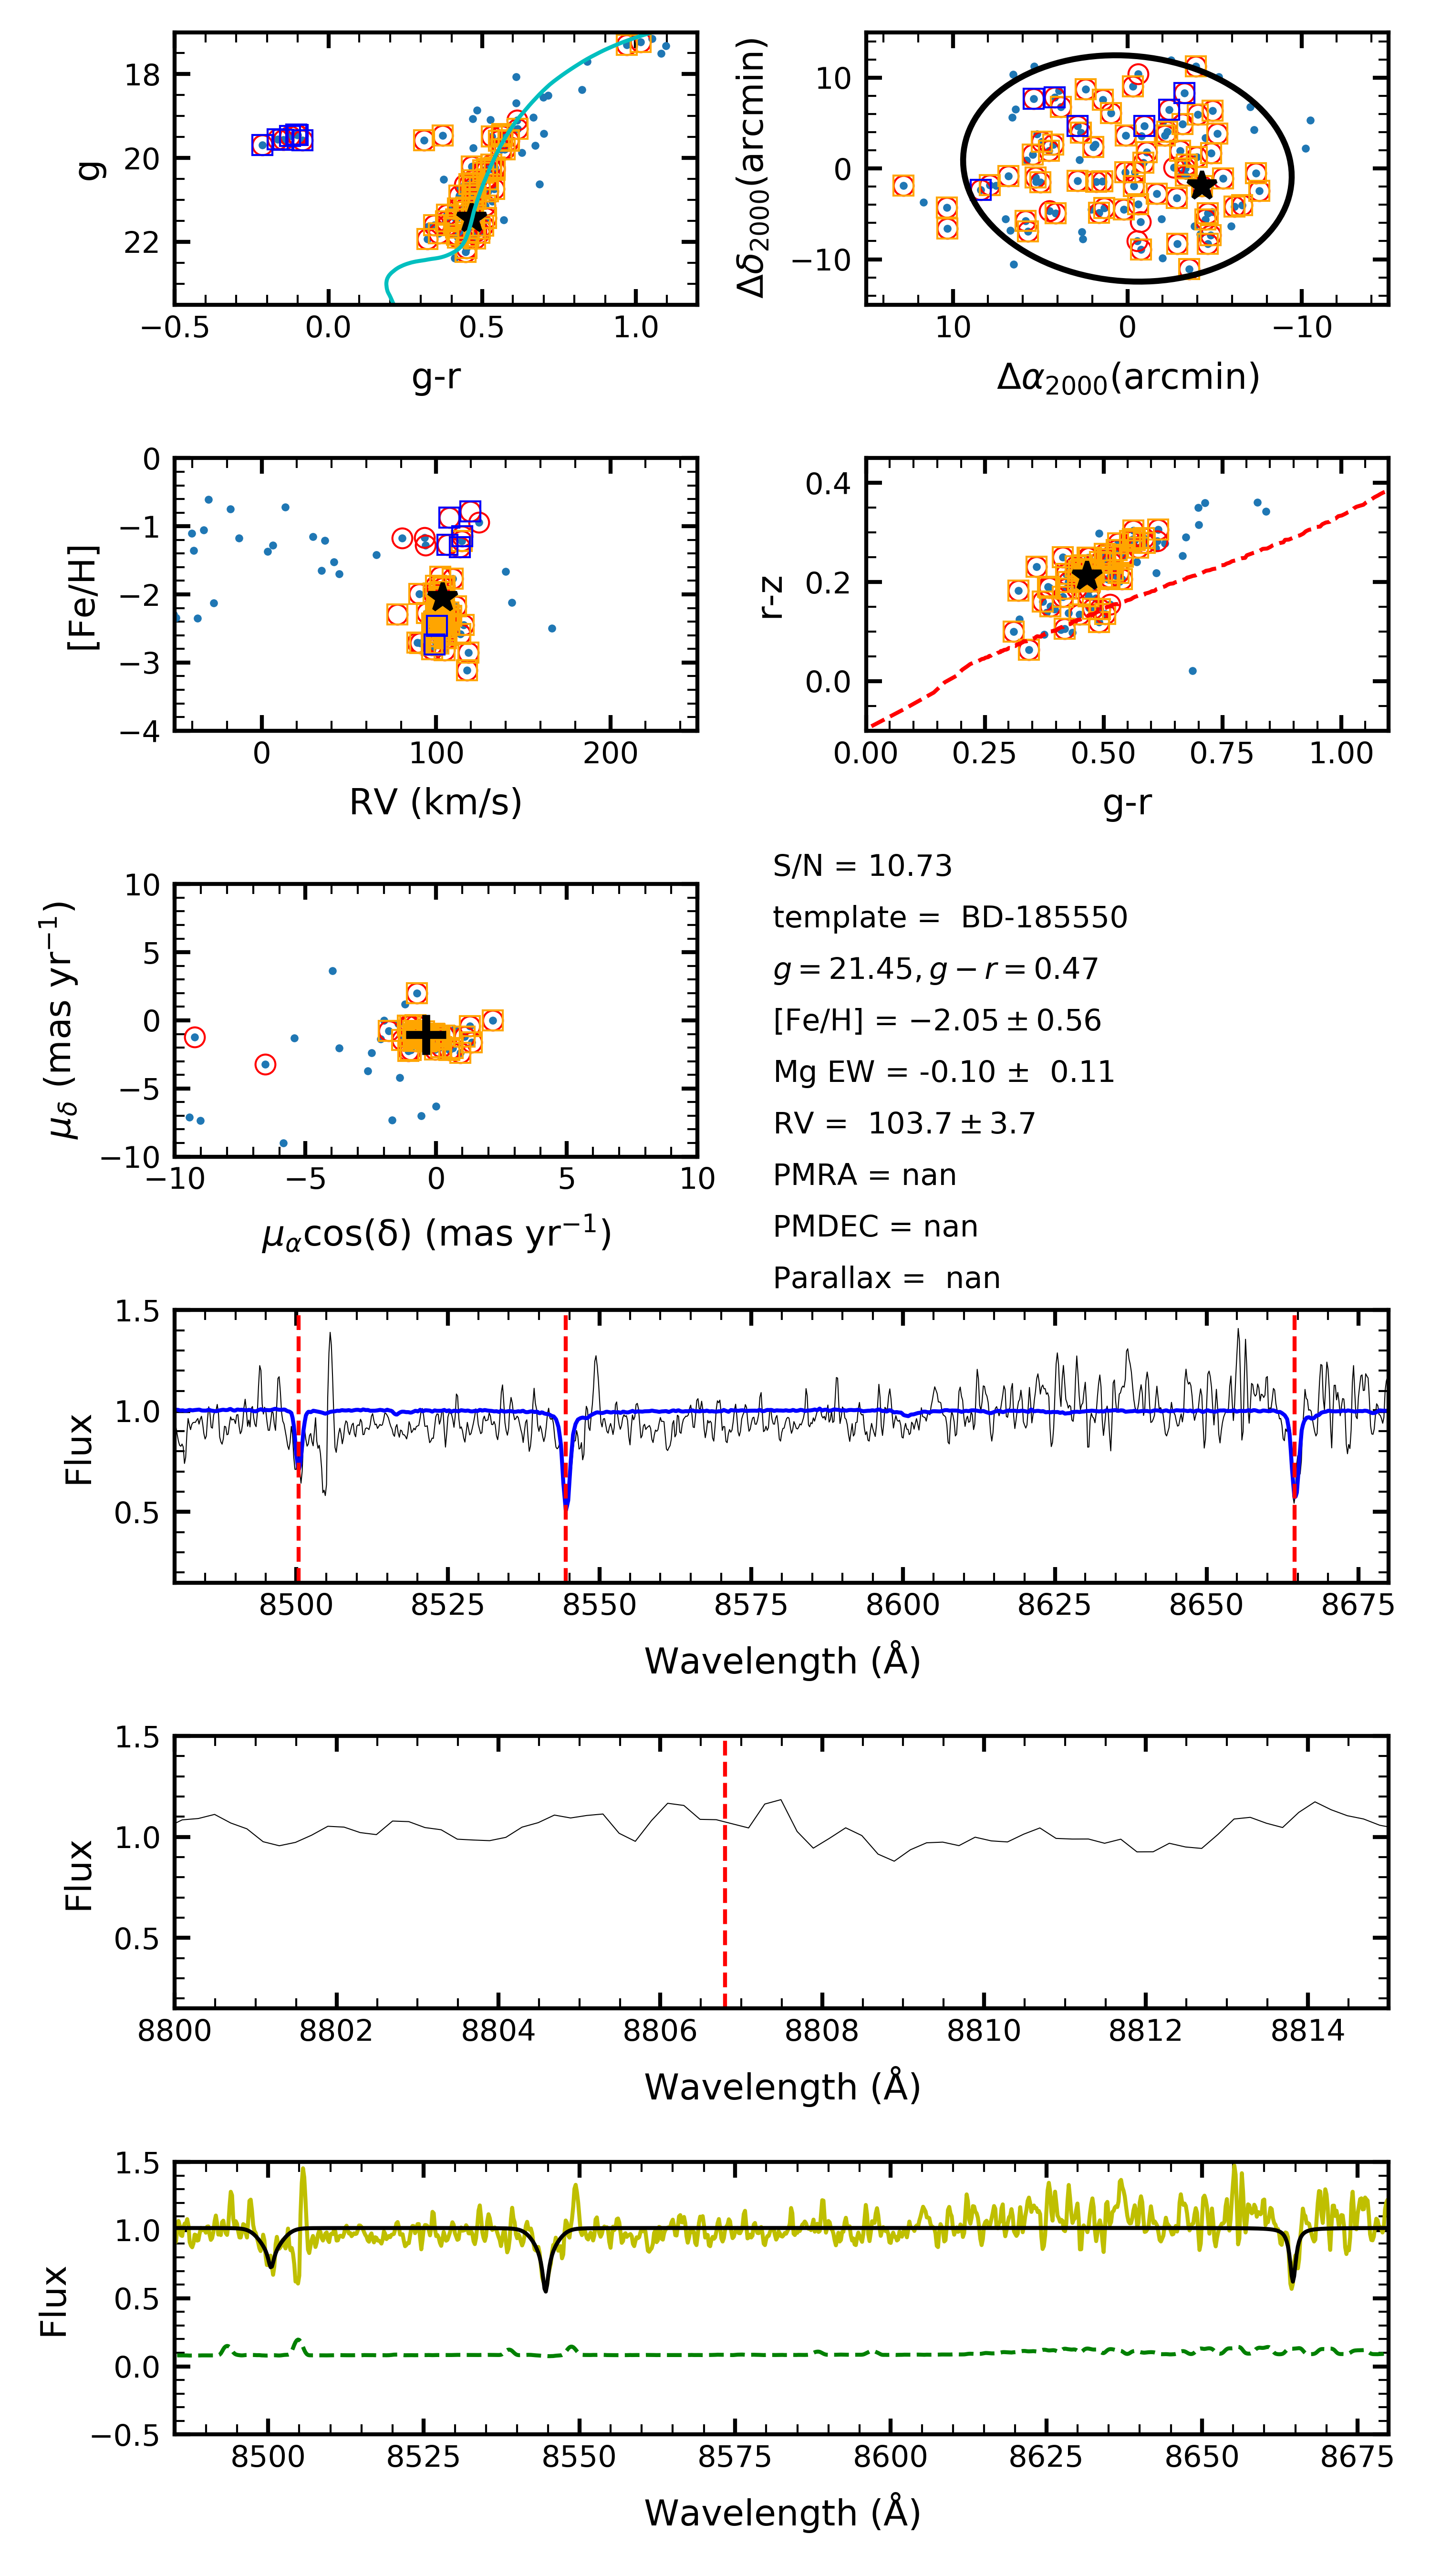 18
20
22
g
−0.5 0.0 0.5 1.0
g-r
10
0
−10
Δδ2000(arcmin)
10 0 −10
Δα2000(arcmin)
0
−1
−2
−3
−4
[Fe/H]
0 100 200
RV (km/s)
0.4
0.2
0.0
r-z
0.00 0.25 0.50 0.75 1.00
g-r
10
5
0
−5
−10
μδ (mas yr−1)
−10 −5 0 5 10
μαcos(δ) (mas yr−1)
S/N = 10.73
template = BD-185550
g = 21.45, g − r = 0.47
[Fe/H] = −2.05 ± 0.56
Mg EW = -0.10 ± 0.11
RV = 103.7 ± 3.7
PMRA = nan
PMDEC = nan
Parallax = nan
1.5
1.0
0.5
Flux
8500 8525 8550 8575 8600 8625 8650 8675
Wavelength (Å)
1.5
1.0
0.5
Flux
8800 8802 8804 8806 8808 8810 8812 8814
Wavelength (Å)
1.5
1.0
0.5
0.0
−0.5
Flux
8500 8525 8550 8575 8600 8625 8650 8675
Wavelength (Å)